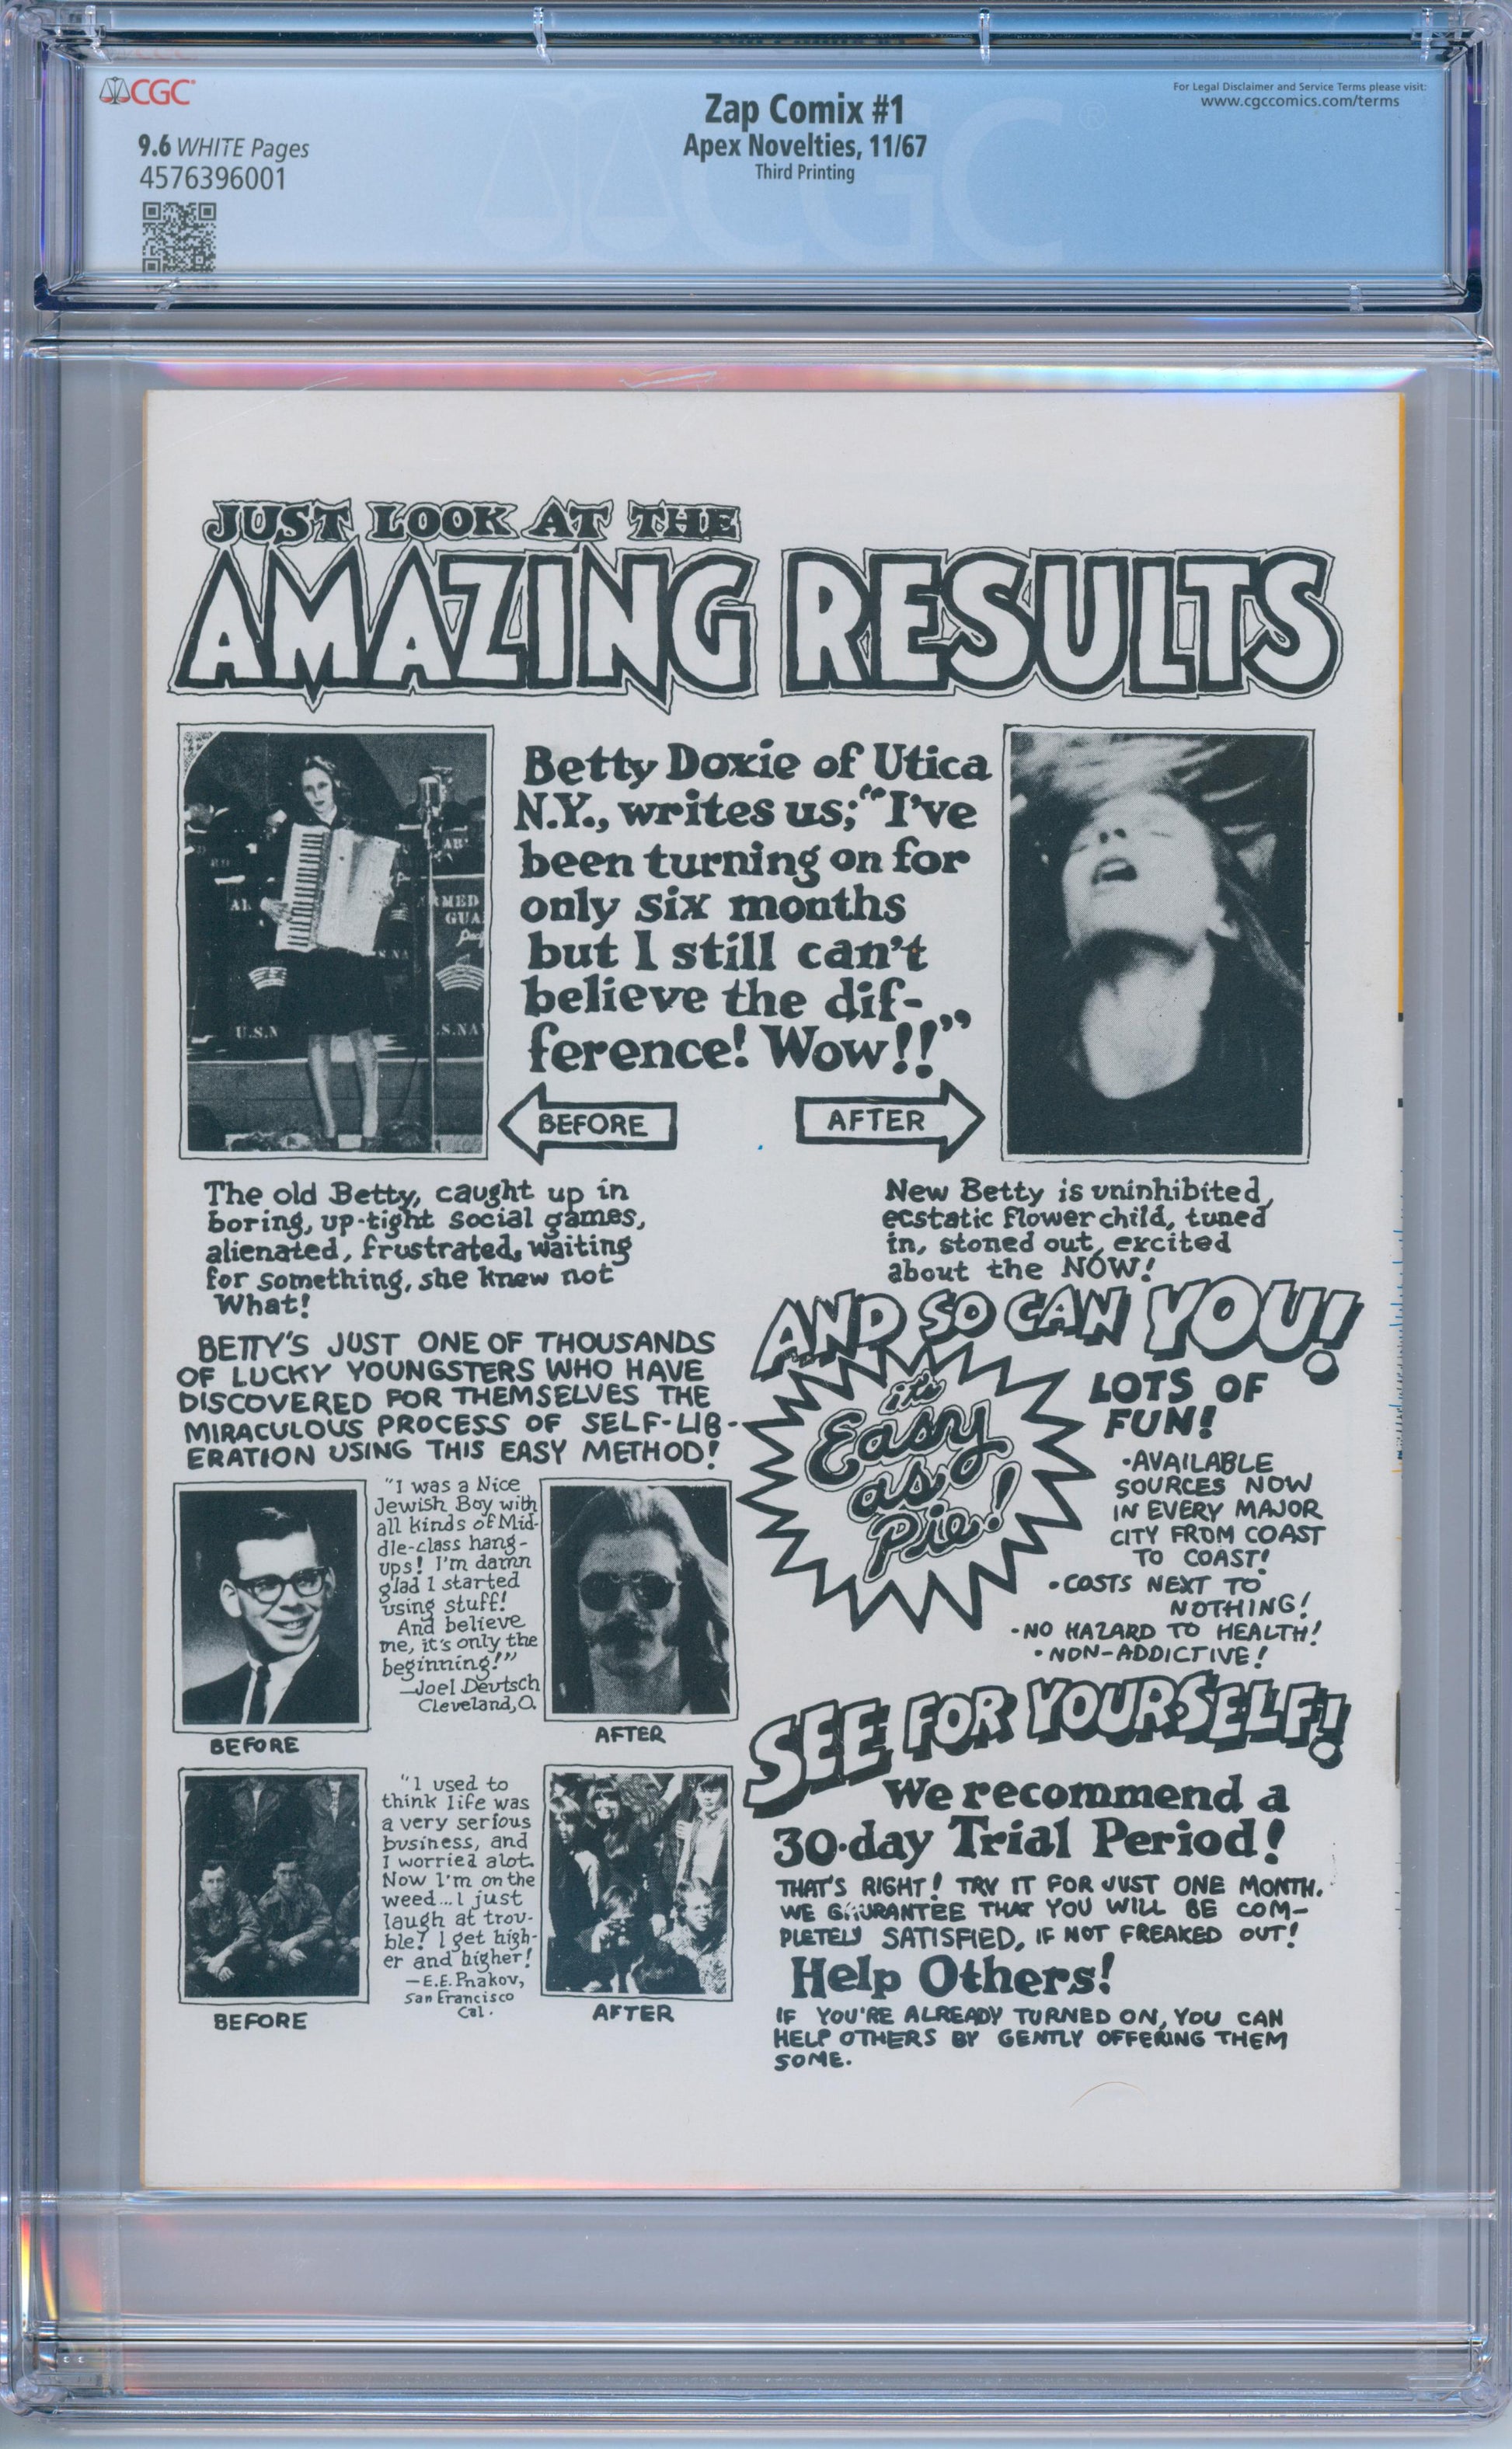 CGC
9.6 WHITE Pages
4576396001
Zap Comix #1
Apex Novelties, 11/67
Third Printing
For Legal Disclaimer and Service Terms please visit:
www.cgccomics.com/terms
CGC
JUST LOOK AT THE
AMAZING RESULTS
ARMED
GUA
U.S.N
U.S.NA
Betty Doxie of Utica
N.Y., writes us; "I've
been turning on for
only six months
but I still can't
believe the dif-
ference! Wow!!"
BEFORE
AFTER
The old Betty, caught up in
boring, up-tight social games,
alienated, frustrated, waiting
for something, she knew not
What!
New Betty is uninhibited,
ecstatic flower child, tuned
in, stoned out, excited
about the NOW!
BETTY'S JUST ONE OF THOUSANDS
OF LUCKY YOUNGSTERS WHO HAVE
DISCOVERED FOR THEMSELVES THE
MIRACULOUS PROCESS OF SELF-LIB-
ERATION USING THIS EASY METHOD!
"I was a Nice
Jewish Boy with
all kinds of Mid-
dle-class hang-
ups! I'm damn
glad I started
using stuff!
And believe
me, it's only the
beginning!"
—Joel Deutsch
Cleveland, O.
BEFORE
AFTER
"I used to
think life was
a very serious
business, and
I worried alot.
Now I'm on the
weed...I just
laugh at trou-
ble! I get high-
er and higher!
—E.E. Pnakov,
San Francisco
Cal.
BEFORE
AFTER
AND SO CAN YOU!
it's
Easy
as
Pie!
LOTS OF
FUN!
•AVAILABLE
SOURCES NOW
IN EVERY MAJOR
CITY FROM COAST
TO COAST!
•COSTS NEXT TO
NOTHING!
•NO HAZARD TO HEALTH!
•NON-ADDICTIVE!
SEE FOR YOURSELF!
We recommend a
30-day Trial Period!
THAT'S RIGHT! TRY IT FOR JUST ONE MONTH.
WE GAURANTEE THAT YOU WILL BE COM-
PLETELY SATISFIED, IF NOT FREAKED OUT!
Help Others!
IF YOU'RE ALREADY TURNED ON, YOU CAN
HELP OTHERS BY GENTLY OFFERING THEM
SOME.